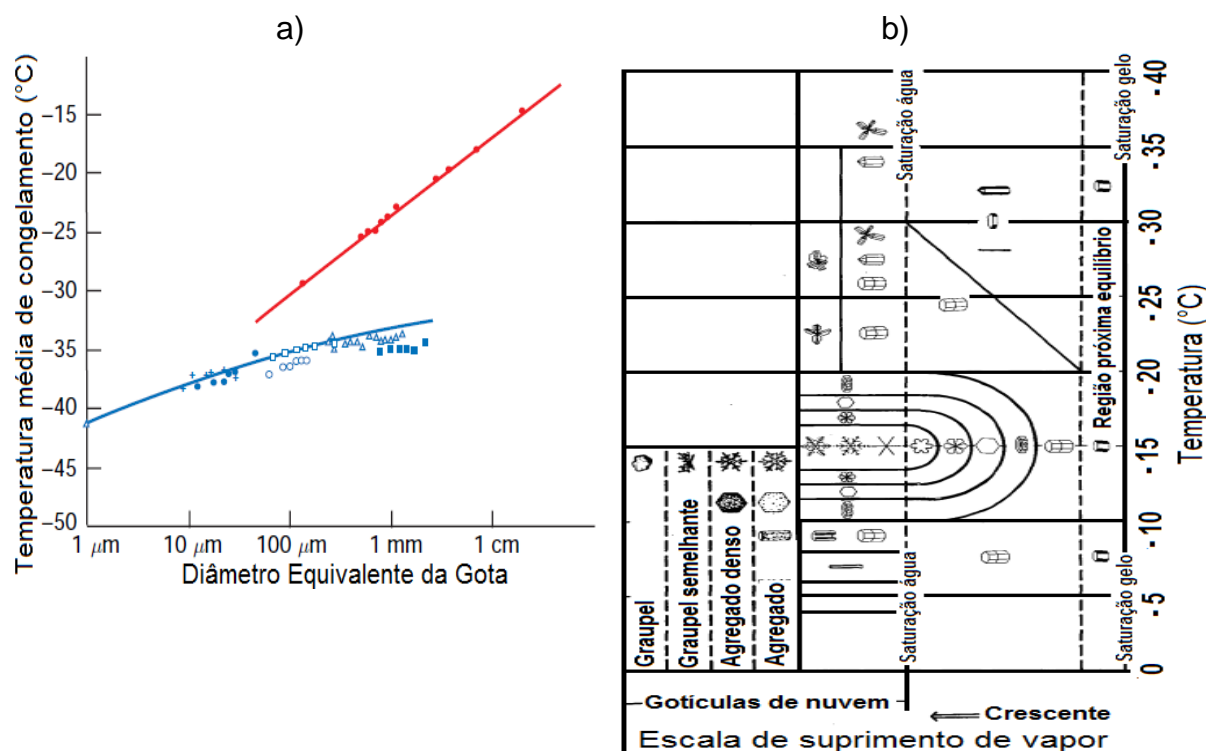 a)
Temperatura média de congelamento (°C)
−15
−20
−25
−30
−35
−40
−45
−50
1 μm
10 μm
100 μm
1 mm
1 cm
Diâmetro Equivalente da Gota
b)
Saturação água
Saturação gelo
Região próxima equilíbrio
Graupel
Graupel semelhante
Agregado denso
Agregado
Saturação água
Saturação gelo
- 40
- 35
- 30
- 25
- 20
- 15
- 10
- 5
0
Temperatura (°C)
Gotículas de nuvem
Crescente
Escala de suprimento de vapor